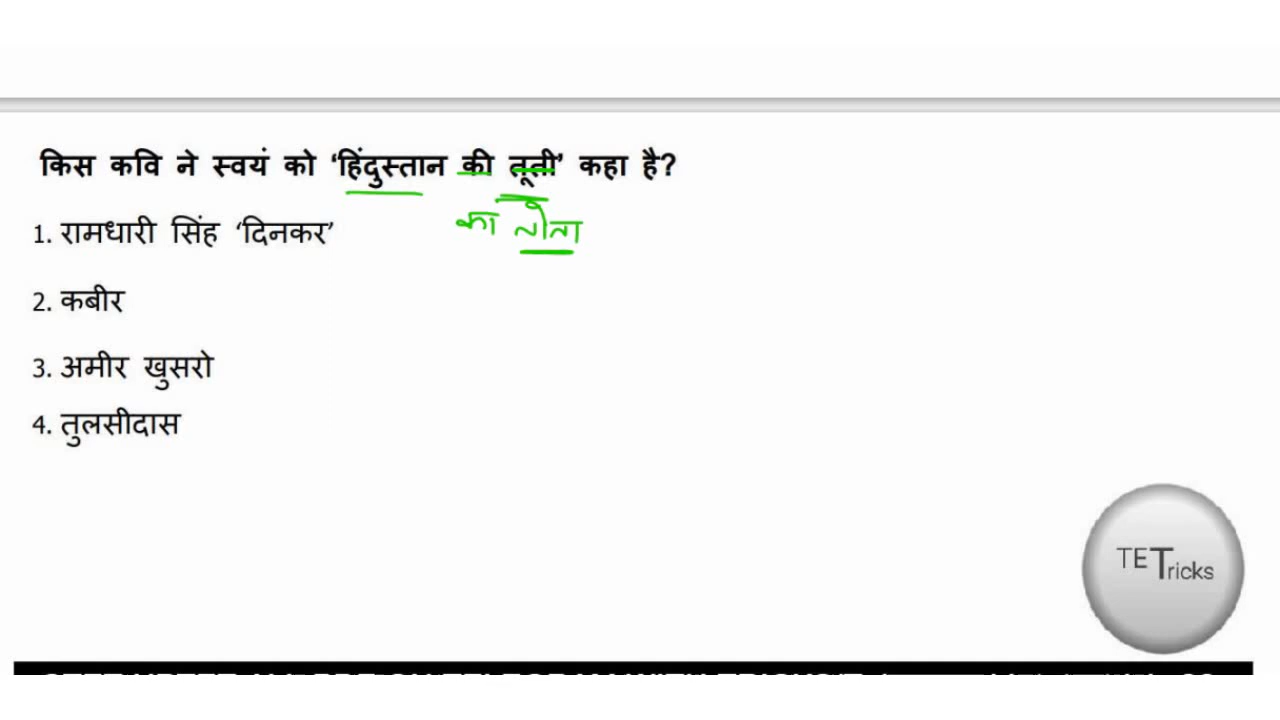 किस कवि ने स्वयं को ‘हिंदुस्तान की तूती’ कहा है?
का तोता
1. रामधारी सिंह ‘दिनकर’
2. कबीर
3. अमीर खुसरो
4. तुलसीदास
TETricks